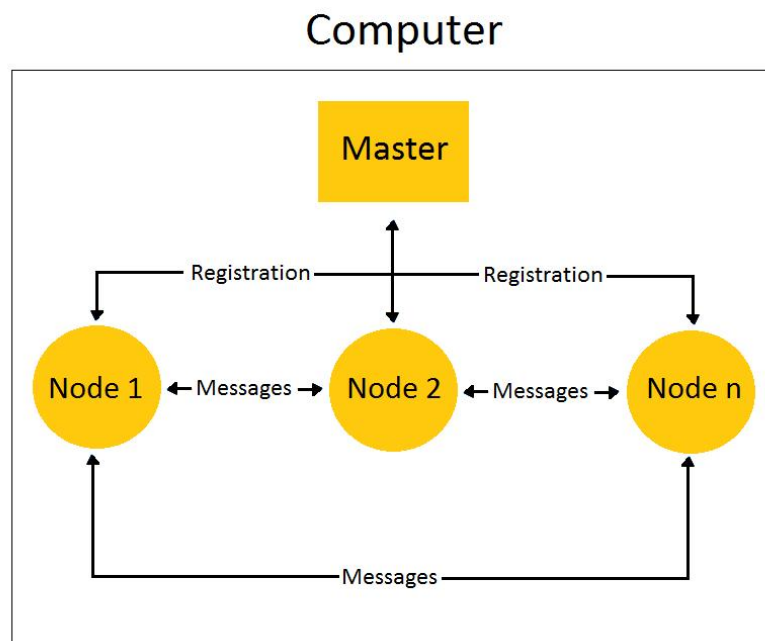 Computer
Master
Registration
Registration
Node 1
Messages
Node 2
Messages
Node n
Messages